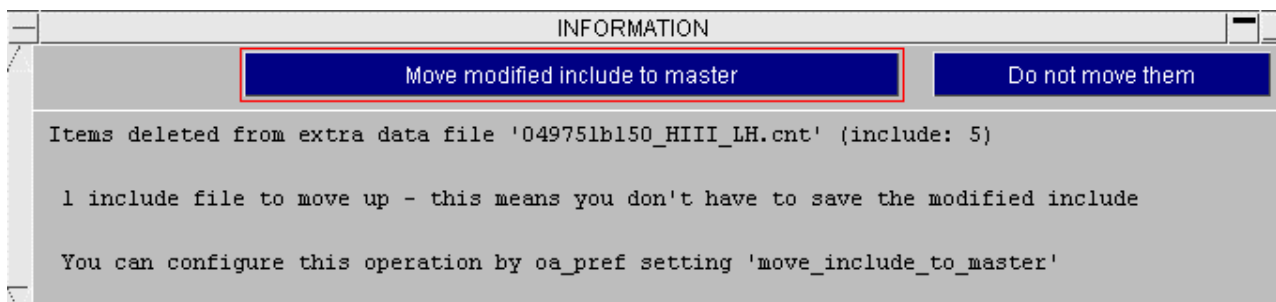 INFORMATION
Move modified include to master
Do not move them
Items deleted from extra data file '049751b150_HIII_LH.cnt' (include: 5)
1 include file to move up - this means you don't have to save the modified include
You can configure this operation by oa_pref setting 'move_include_to_master'